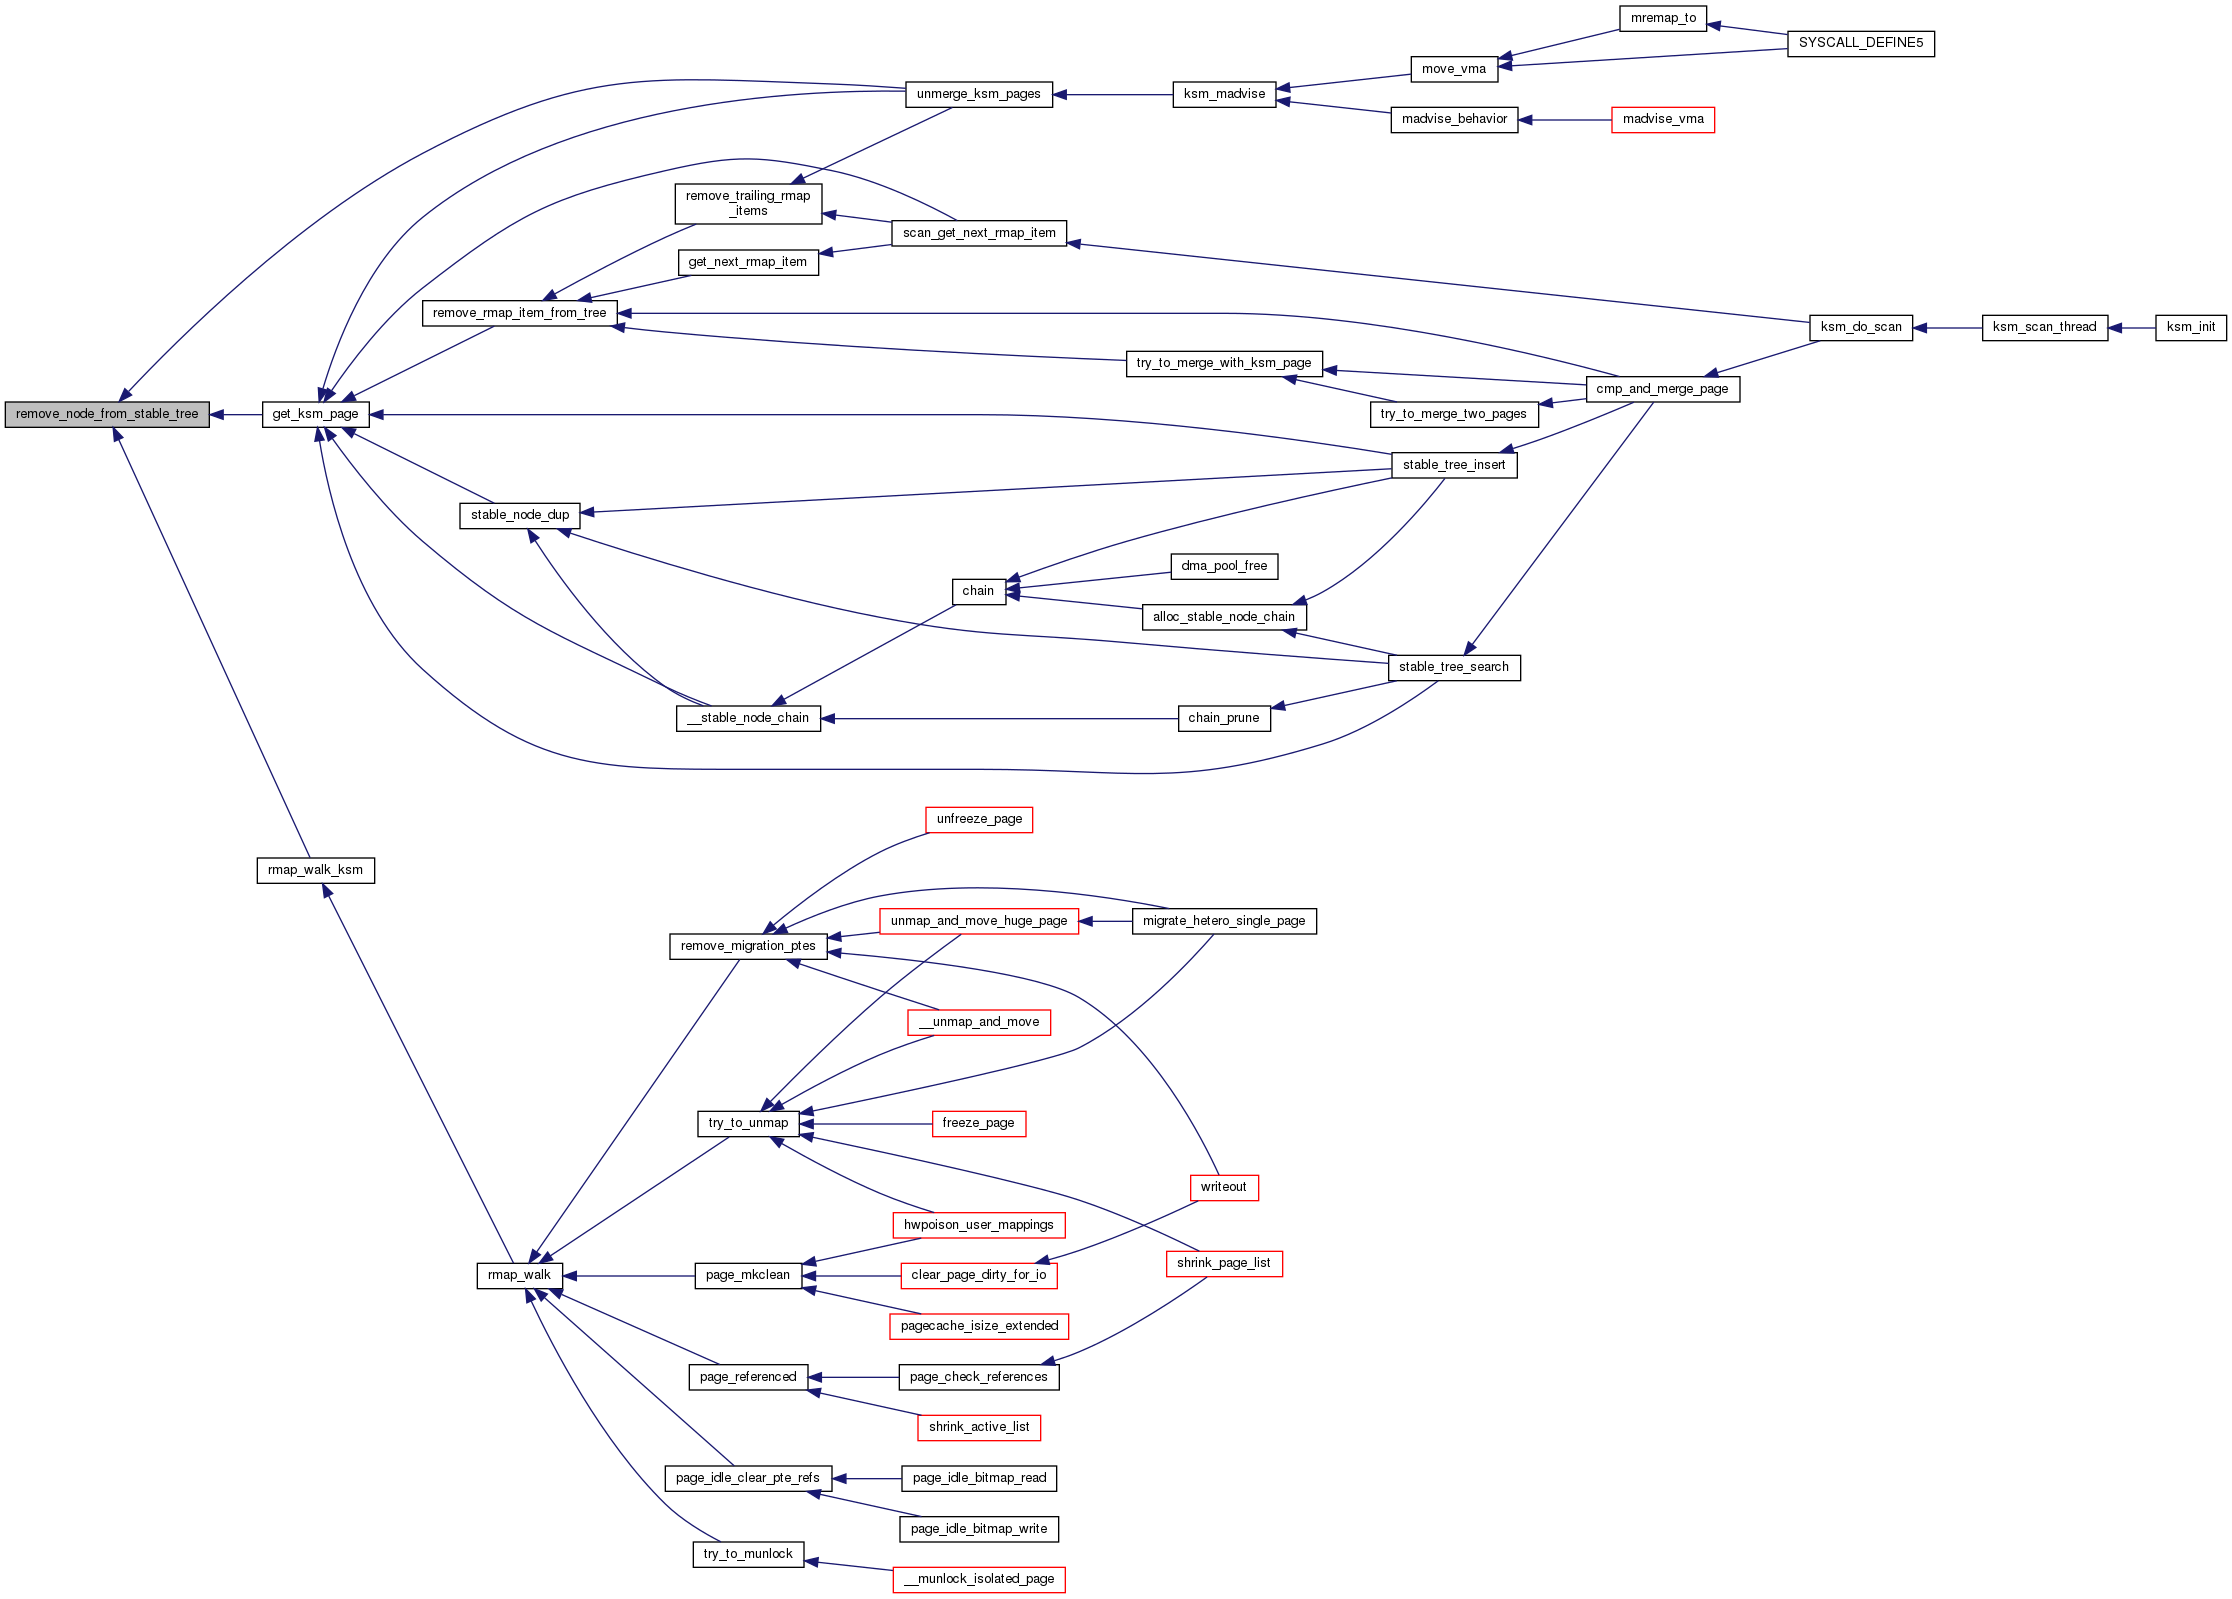 mremap_to
SYSCALL_DEFINE5
move_vma
unmerge_ksm_pages
ksm_madvise
madvise_behavior
madvise_vma
remove_trailing_rmap
_items
scan_get_next_rmap_item
get_next_rmap_item
remove_rmap_item_from_tree
ksm_do_scan
ksm_scan_thread
ksm_init
try_to_merge_with_ksm_page
cmp_and_merge_page
remove_node_from_stable_tree
get_ksm_page
try_to_merge_two_pages
stable_tree_insert
stable_node_dup
dma_pool_free
chain
alloc_stable_node_chain
stable_tree_search
__stable_node_chain
chain_prune
unfreeze_page
rmap_walk_ksm
unmap_and_move_huge_page
migrate_hetero_single_page
remove_migration_ptes
__unmap_and_move
try_to_unmap
freeze_page
writeout
hwpoison_user_mappings
shrink_page_list
rmap_walk
page_mkclean
clear_page_dirty_for_io
pagecache_isize_extended
page_referenced
page_check_references
shrink_active_list
page_idle_clear_pte_refs
page_idle_bitmap_read
page_idle_bitmap_write
try_to_munlock
__munlock_isolated_page